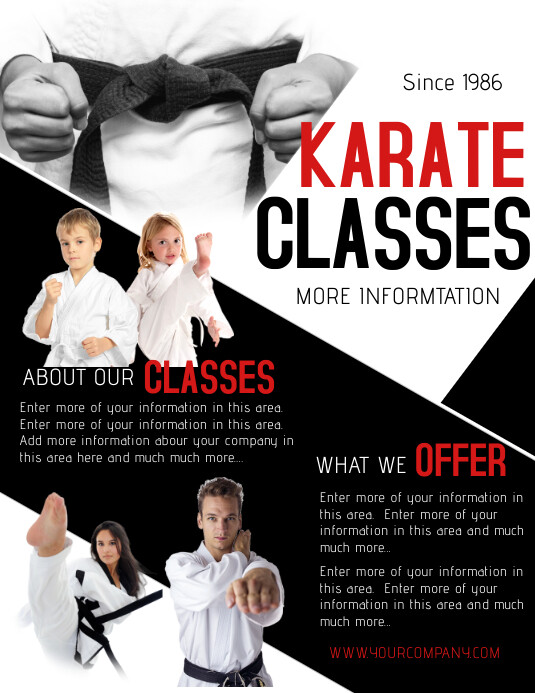 Since 1986
KARATE
CLASSES
MORE INFORMTATION
ABOUT OUR CLASSES
Enter more of your information in this area.
Enter more of your information in this area.
Add more information abour your company in
this area here and much much more....
WHAT WE OFFER
Enter more of your information in
this area. Enter more of your
information in this area and much
much more...
Enter more of your information in
this area. Enter more of your
information in this area and much
much more...
WWW.YOURCOMPANY.COM